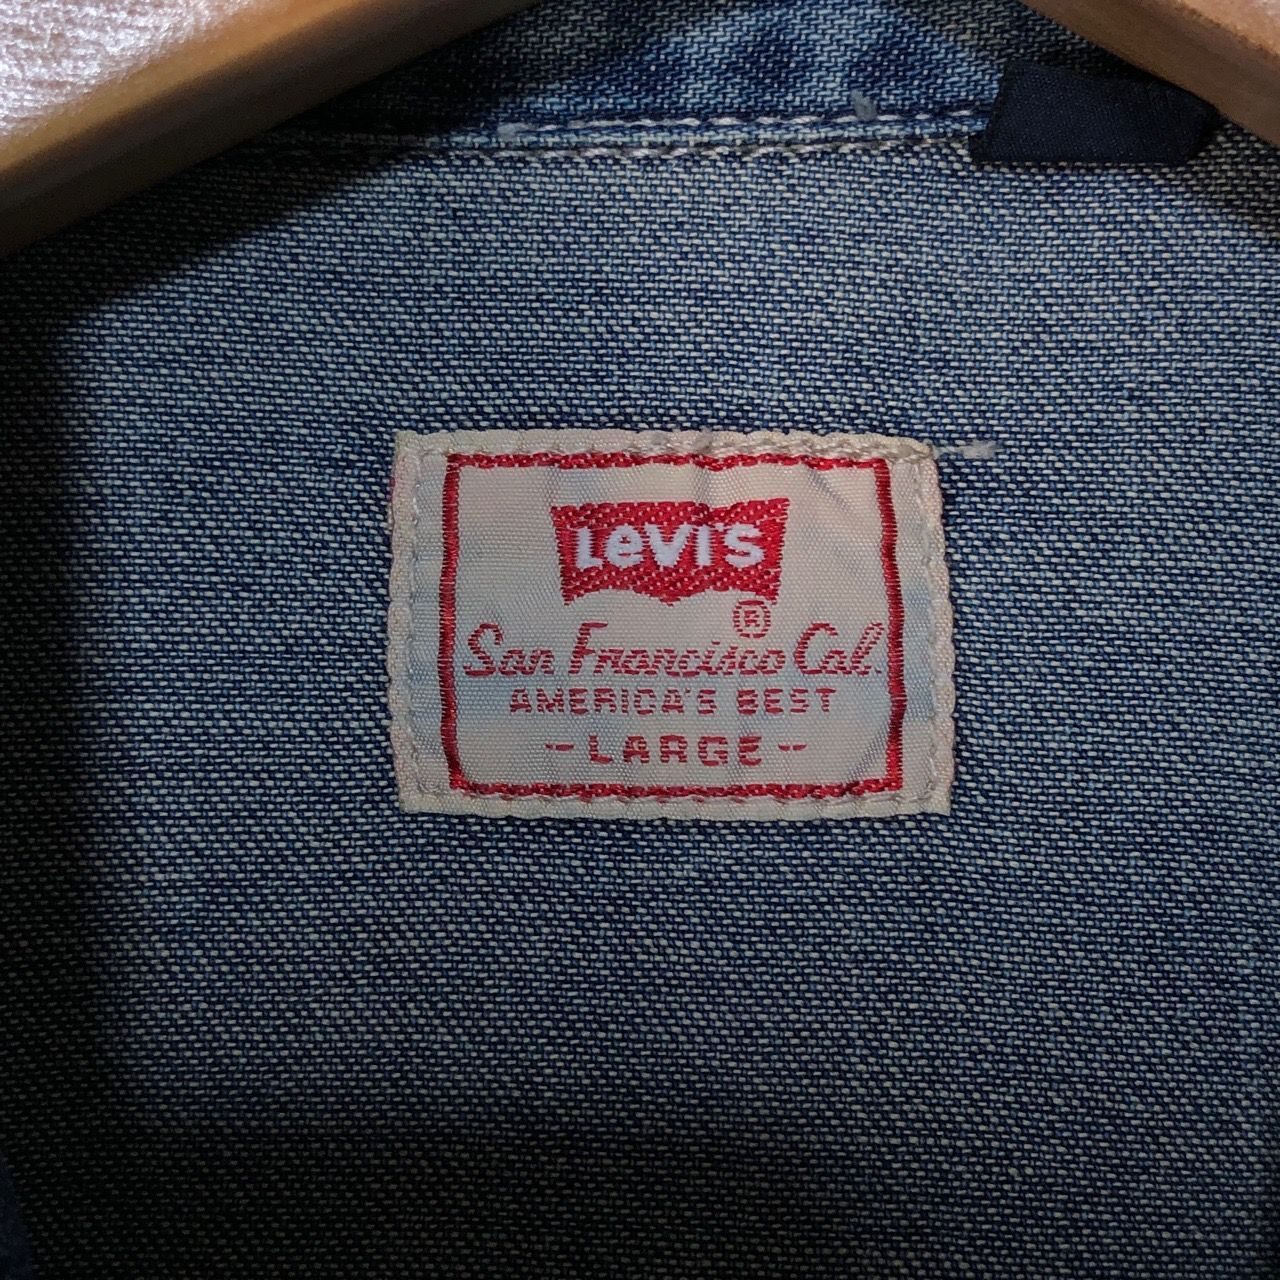 Levi's
®
San Francisco Cal.
AMERICA'S BEST
-LARGE-